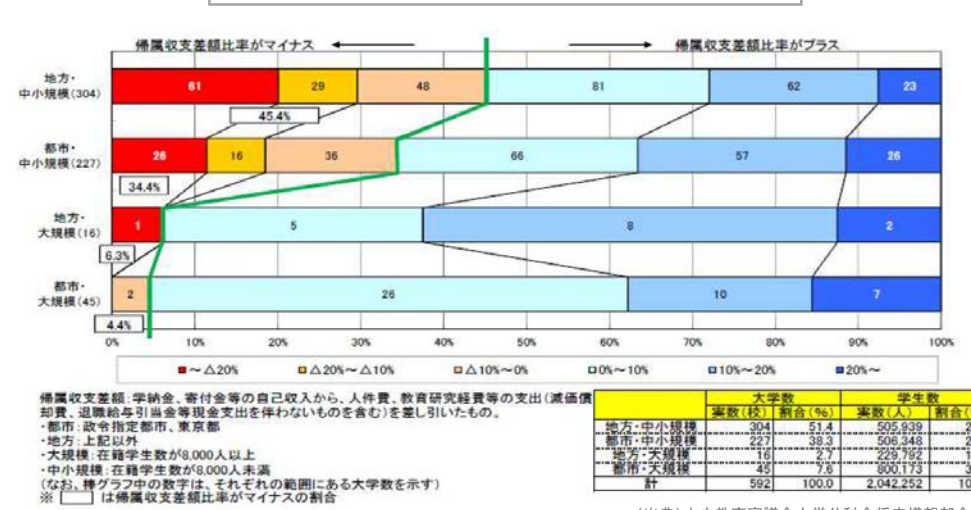 帰属収支差額比率がマイナス ← → 帰属収支差額比率がプラス
地方・
中小規模(304)
61 29 48 81 62 23
45.4%
都市・
中小規模(227)
26 16 36 66 57 26
34.4%
地方・
大規模(16)
1 5 8 2
6.3%
都市・
大規模(45)
2 26 10 7
4.4%
0% 10% 20% 30% 40% 50% 60% 70% 80% 90% 100%
■～△20% ■△20%～△10% ■△10%～0% □0%～10% ■10%～20% ■20%～
帰属収支差額:学納金、寄付金等の自己収入から、人件費、教育研究経費等の支出(減価償
却費、退職給与引当金等現金支出を伴わないものを含む)を差し引いたもの。
・都市:政令指定都市、東京都
・地方:上記以外
・大規模:在籍学生数が8,000人以上
・中小規模:在籍学生数が8,000人未満
(なお、棒グラフ中の数字は、それぞれの範囲にある大学数を示す)
※ は帰属収支差額比率がマイナスの割合
大学数 学生数
実数(校) 割合(%) 実数(人) 割合(
地方・中小規模 304 51.4 505,939 2
都市・中小規模 227 38.3 506,348 2
地方・大規模 16 2.7 229,792 1
都市・大規模 45 7.6 800,173 3
計 592 100.0 2,042,252 10